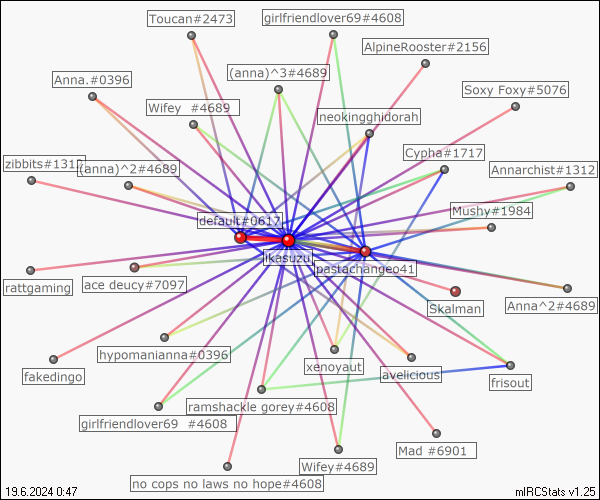 Toucan#2473
girlfriendlover69#4608
AlpineRooster#2156
Anna.#0396
(anna)^3#4689
Soxy Foxy#5076
Wifey  #4689
neokingghidorah
Cypha#1717
zibbits#1312
(anna)^2#4689
Annarchist#1312
Mushy#1984
default#0617
ikasuzu
pastachangeo41
rattgaming
ace deucy#7097
Skalman
Anna^2#4689
hypomanianna#0396
fakedingo
xenoyaut
avelicious
frisout
ramshackle gorey#4608
girlfriendlover69  #4608
Mad #6901
Wifey#4689
no cops no laws no hope#4608
19.6.2024 0:47
mIRCStats v1.25